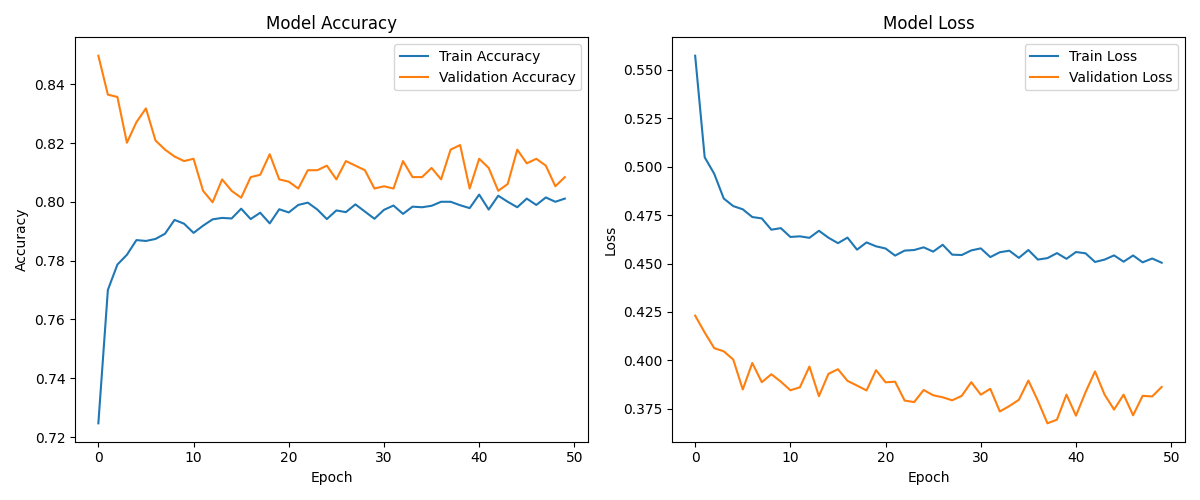 Model Accuracy
Train Accuracy
Validation Accuracy
0.84
0.82
0.80
0.78
0.76
0.74
0.72
Accuracy
0 10 20 30 40 50
Epoch
Model Loss
Train Loss
Validation Loss
0.550
0.525
0.500
0.475
0.450
0.425
0.400
0.375
Loss
0 10 20 30 40 50
Epoch